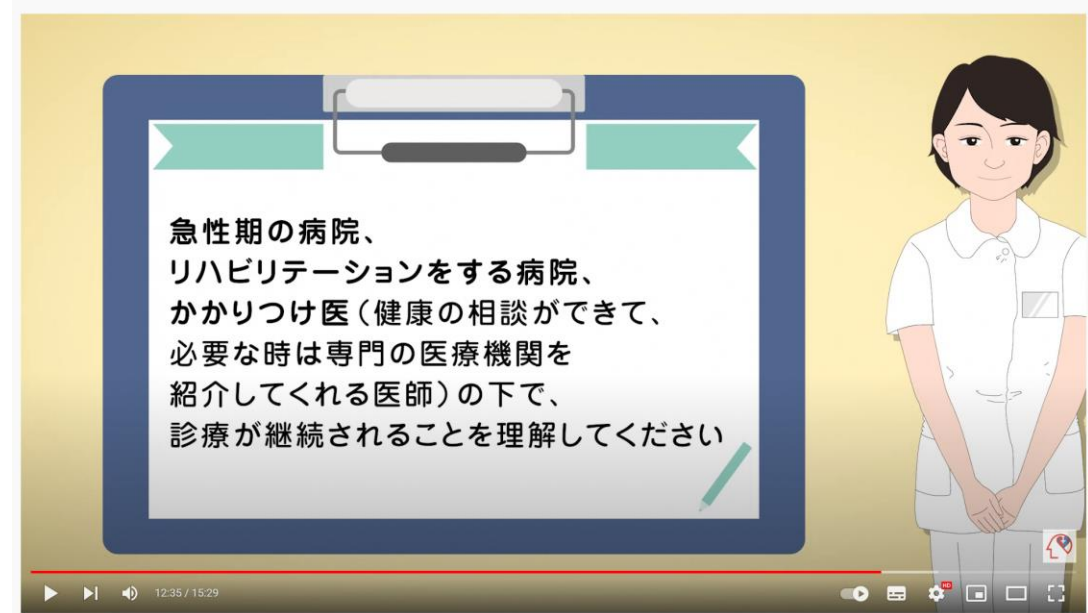 急性期の病院、
リハビリテーションをする病院、
かかりつけ医（健康の相談ができて、
必要な時は専門の医療機関を
紹介してくれる医師）の下で、
診療が継続されることを理解してください
12:35 / 15:29
HD